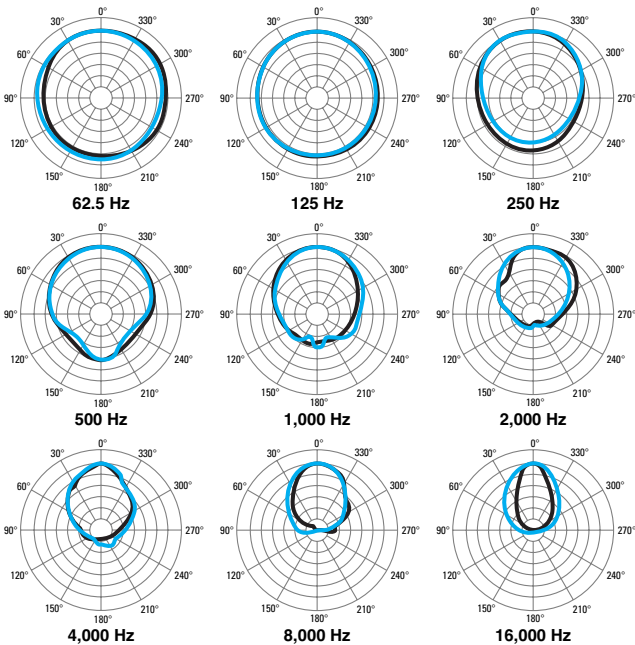 0° 0° 0°
30° 330° 30° 330° 30° 330°
60° 300° 60° 300° 60° 300°
90° 270° 90° 270° 90° 270°
120° 240° 120° 240° 120° 240°
150° 210° 150° 210° 150° 210°
180° 180° 180°
62.5 Hz 125 Hz 250 Hz
0° 0° 0°
30° 330° 30° 330° 30° 330°
60° 300° 60° 300° 60° 300°
90° 270° 90° 270° 90° 270°
120° 240° 120° 240° 120° 240°
150° 210° 150° 210° 150° 210°
180° 180° 180°
500 Hz 1,000 Hz 2,000 Hz
0° 0° 0°
30° 330° 30° 330° 30° 330°
60° 300° 60° 300° 60° 300°
90° 270° 90° 270° 90° 270°
120° 240° 120° 240° 120° 240°
150° 210° 150° 210° 150° 210°
180° 180° 180°
4,000 Hz 8,000 Hz 16,000 Hz